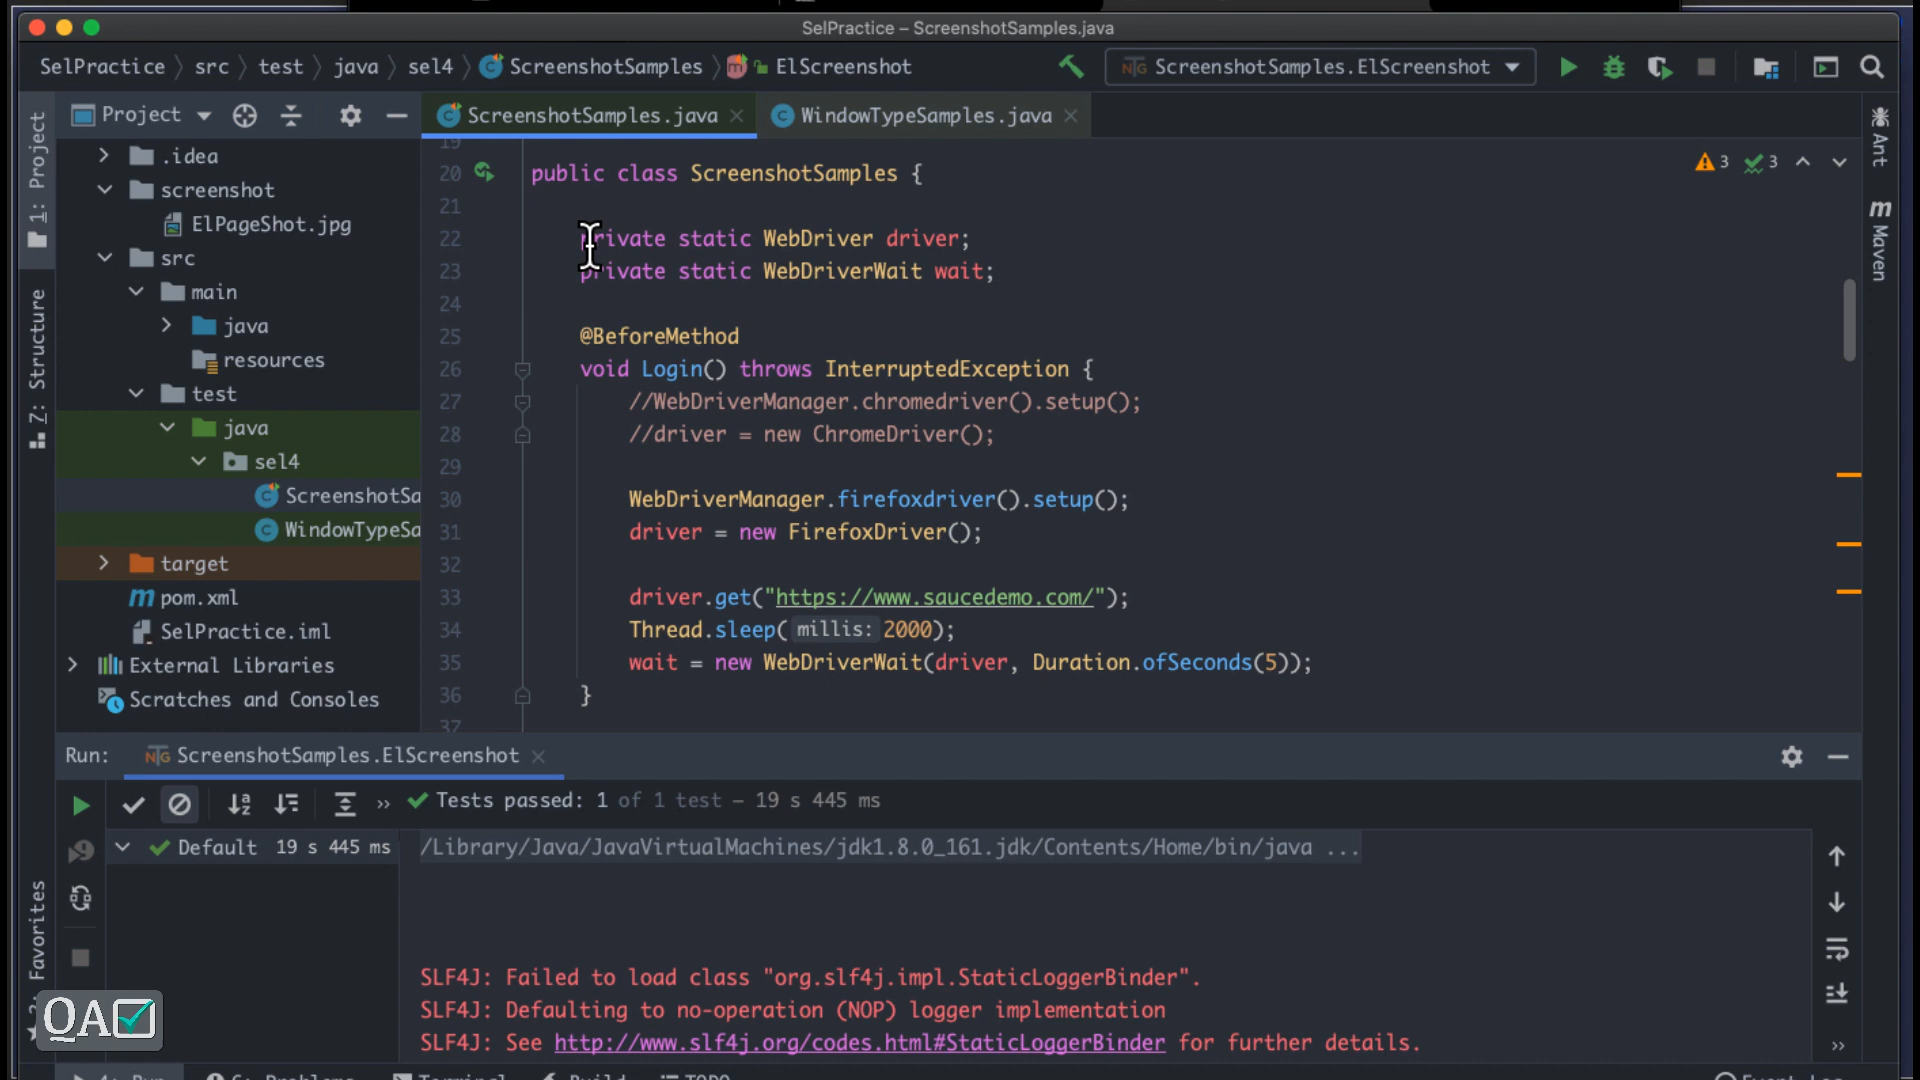 SelPractice – ScreenshotSamples.java
SelPractice src test java sel4 ScreenshotSamples ElScreenshot
ScreenshotSamples.ElScreenshot
1: Project
Z: Structure
Favorites
Ant
Maven
Project
.idea
screenshot
ElPageShot.jpg
src
main
java
resources
test
java
sel4
ScreenshotSa
WindowTypeSa
target
pom.xml
SelPractice.iml
External Libraries
Scratches and Consoles
ScreenshotSamples.java WindowTypeSamples.java
3 3
19
20 public class ScreenshotSamples {
21
22 private static WebDriver driver;
23 private static WebDriverWait wait;
24
25 @BeforeMethod
26 void Login() throws InterruptedException {
27 //WebDriverManager.chromedriver().setup();
28 //driver = new ChromeDriver();
29
30 WebDriverManager.firefoxdriver().setup();
31 driver = new FirefoxDriver();
32
33 driver.get("https://www.saucedemo.com/");
34 Thread.sleep( millis: 2000);
35 wait = new WebDriverWait(driver, Duration.ofSeconds(5));
36 }
37
Run: ScreenshotSamples.ElScreenshot
Tests passed: 1 of 1 test – 19 s 445 ms
Default 19 s 445 ms
/Library/Java/JavaVirtualMachines/jdk1.8.0_161.jdk/Contents/Home/bin/java ...
SLF4J: Failed to load class "org.slf4j.impl.StaticLoggerBinder".
SLF4J: Defaulting to no-operation (NOP) logger implementation
SLF4J: See http://www.slf4j.org/codes.html#StaticLoggerBinder for further details.
QA